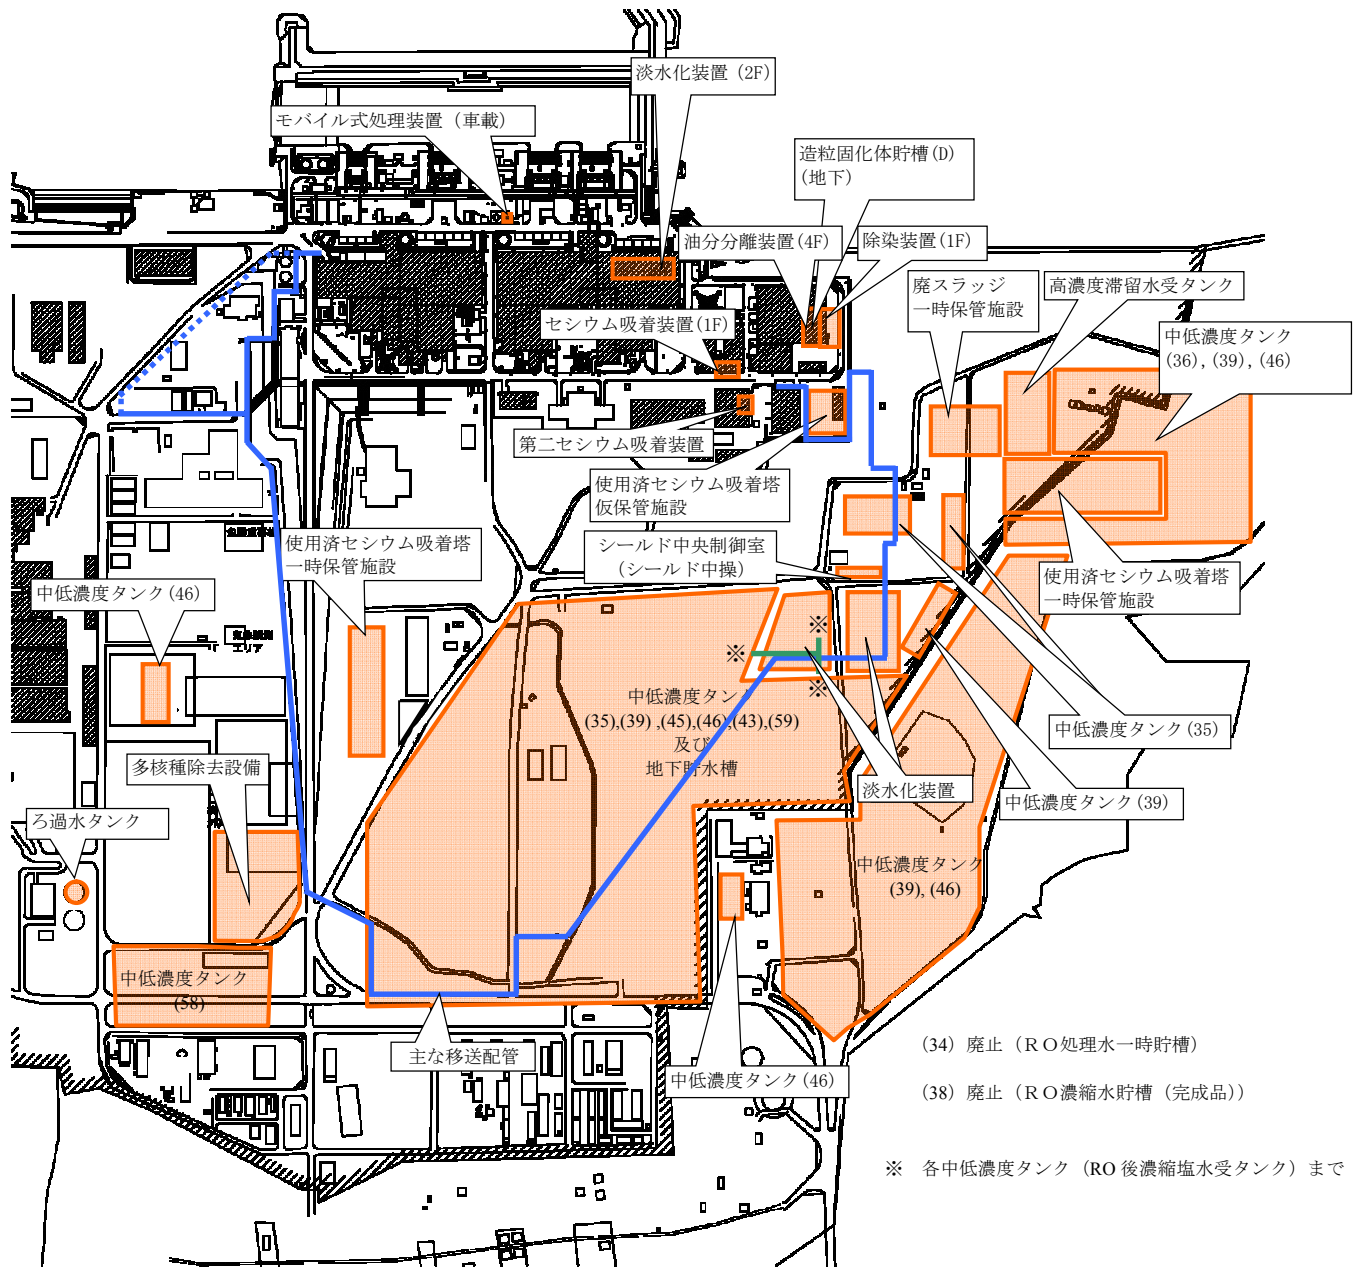 淡水化装置(2F)
モバイル式処理装置（車載）
造粒固化体貯槽(D)
(地下)
油分分離装置(4F)
除染装置(1F)
廃スラッジ
一時保管施設
高濃度滞留水受タンク
中低濃度タンク
(36),(39),(46)
セシウム吸着装置(1F)
第二セシウム吸着装置
使用済セシウム吸着塔
仮保管施設
シールド中央制御室
（シールド中操）
使用済セシウム吸着塔
一時保管施設
使用済セシウム吸着塔
一時保管施設
中低濃度タンク(46)
エリア
※
※
※
中低濃度タンク
(35),(39),(45),(46),(43),(59)
及び
地下貯水槽
中低濃度タンク(35)
多核種除去設備
淡水化装置
中低濃度タンク(39)
ろ過水タンク
中低濃度タンク
(39),(46)
中低濃度タンク
(58)
主な移送配管
中低濃度タンク(46)
(34) 廃止（ＲＯ処理水一時貯槽）
(38) 廃止（ＲＯ濃縮水貯槽（完成品））
※ 各中低濃度タンク（RO 後濃縮塩水受タンク）まで